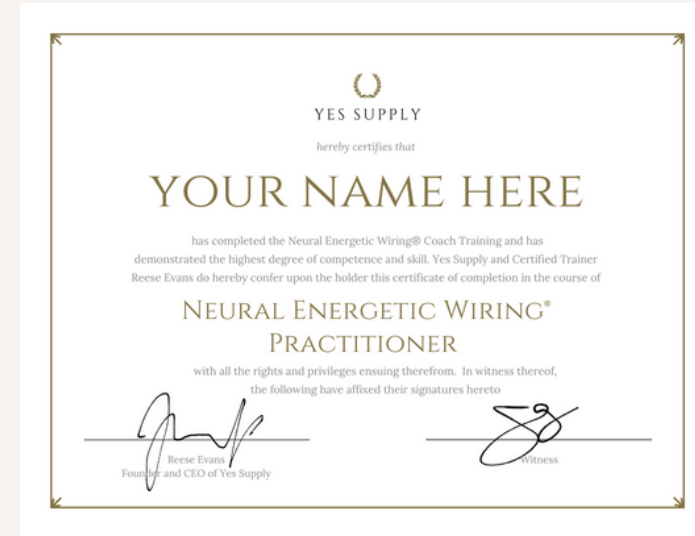 YES SUPPLY
hereby certifies that
YOUR NAME HERE
has completed the Neural Energetic Wiring® Coach Training and has
demonstrated the highest degree of competence and skill. Yes Supply and Certified Trainer
Reese Evans do hereby confer upon the holder this certificate of completion in the course of
NEURAL ENERGETIC WIRING®
PRACTITIONER
with all the rights and privileges ensuing therefrom. In witness thereof,
the following have affixed their signatures hereto
Reese Evans
Founder and CEO of Yes Supply
Witness